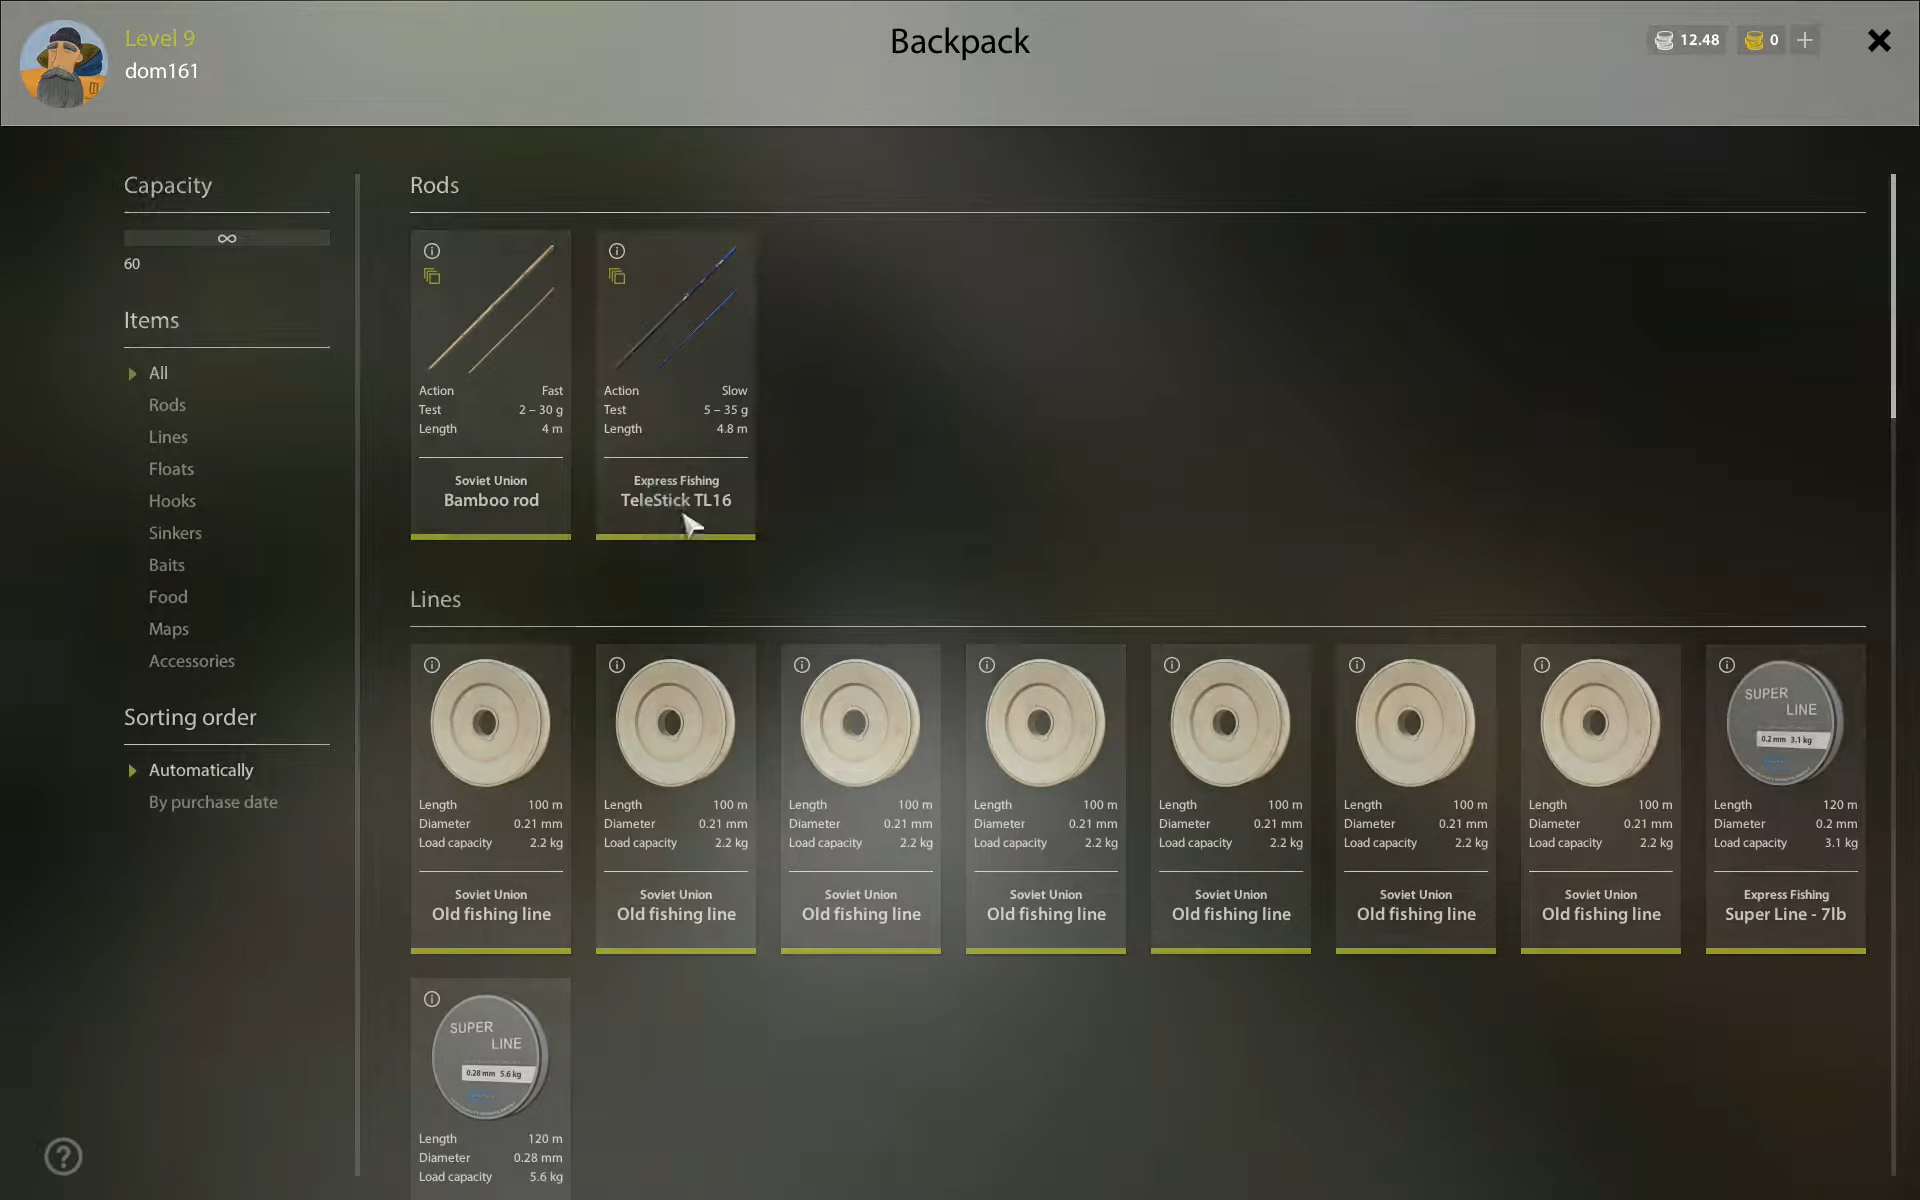 Level 9
dom161
Backpack
12.48
0
Capacity
∞
60
Items
All
Rods
Lines
Floats
Hooks
Sinkers
Baits
Food
Maps
Accessories
Sorting order
Automatically
By purchase date
Rods
Action Fast
Test 2 – 30 g
Length 4 m
Soviet Union
Bamboo rod
Action Slow
Test 5 – 35 g
Length 4.8 m
Express Fishing
TeleStick TL16
Lines
Length 100 m
Diameter 0.21 mm
Load capacity 2.2 kg
Soviet Union
Old fishing line
Length 100 m
Diameter 0.21 mm
Load capacity 2.2 kg
Soviet Union
Old fishing line
Length 100 m
Diameter 0.21 mm
Load capacity 2.2 kg
Soviet Union
Old fishing line
Length 100 m
Diameter 0.21 mm
Load capacity 2.2 kg
Soviet Union
Old fishing line
Length 100 m
Diameter 0.21 mm
Load capacity 2.2 kg
Soviet Union
Old fishing line
Length 100 m
Diameter 0.21 mm
Load capacity 2.2 kg
Soviet Union
Old fishing line
Length 100 m
Diameter 0.21 mm
Load capacity 2.2 kg
Soviet Union
Old fishing line
SUPER
LINE
0.2 mm 3.1 kg
Length 120 m
Diameter 0.2 mm
Load capacity 3.1 kg
Express Fishing
Super Line - 7lb
SUPER
LINE
0.28 mm 5.6 kg
Length 120 m
Diameter 0.28 mm
Load capacity 5.6 kg
?